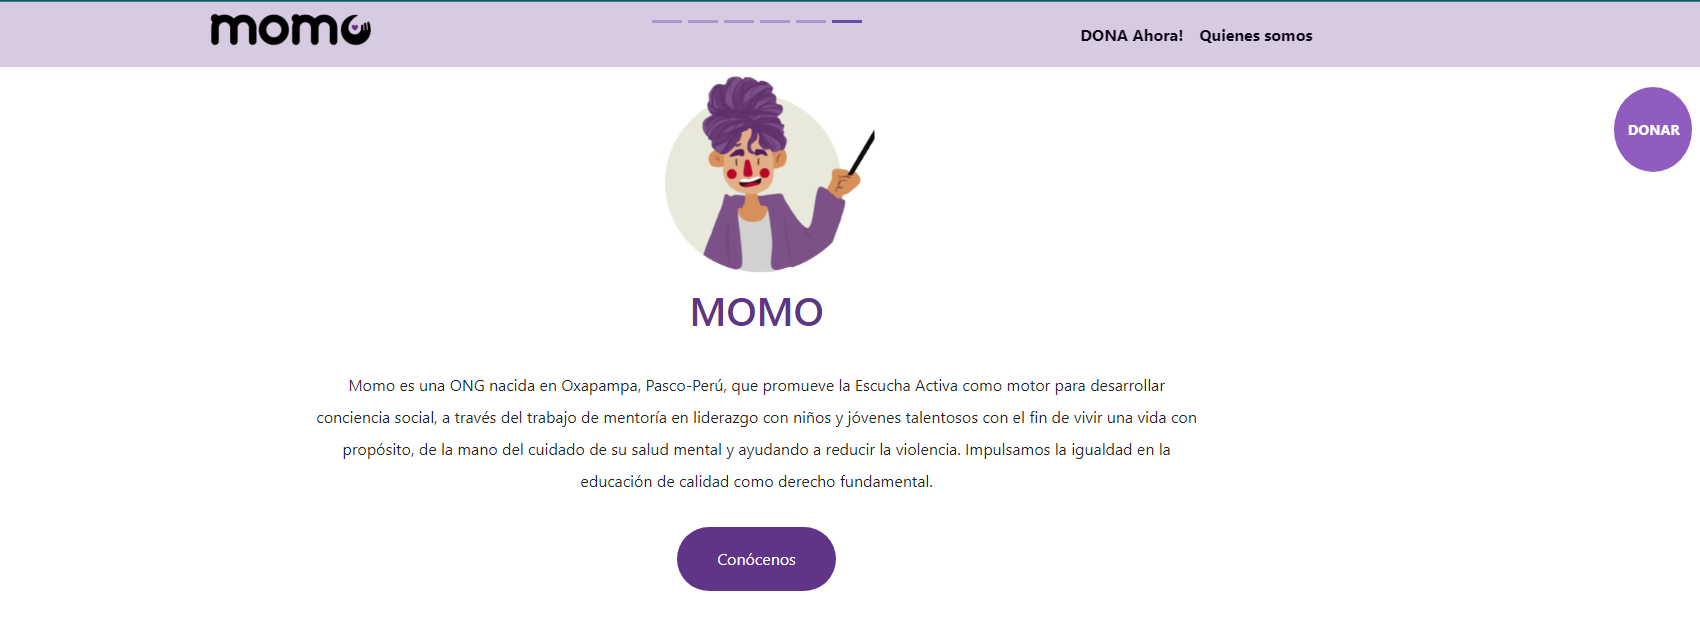 momo
DONA Ahora! Quienes somos
DONAR
MOMO
Momo es una ONG nacida en Oxapampa, Pasco-Perú, que promueve la Escucha Activa como motor para desarrollar
conciencia social, a través del trabajo de mentoría en liderazgo con niños y jóvenes talentosos con el fin de vivir una vida con
propósito, de la mano del cuidado de su salud mental y ayudando a reducir la violencia. Impulsamos la igualdad en la
educación de calidad como derecho fundamental.
Conócenos